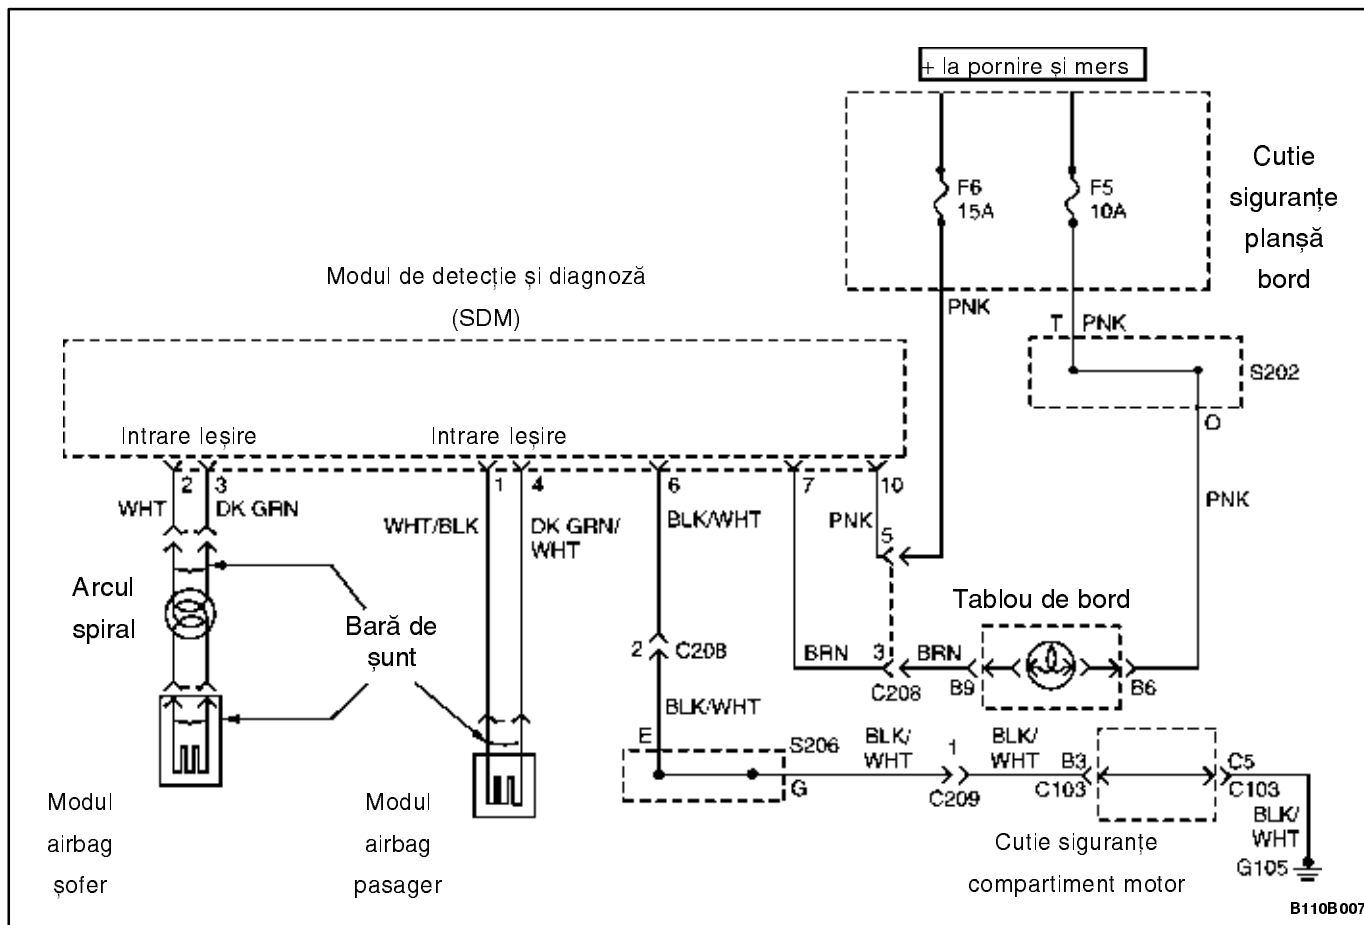 + la pornire și mers
F6
15A
F5
10A
Cutie
siguranțe
planșă
bord
PNK
T
PNK
S202
O
PNK
Modul de detecție și diagnoză
(SDM)
Intrare Ieșire
Intrare Ieșire
2
3
1
4
6
7
10
WHT
DK GRN
WHT/BLK
DK GRN/
WHT
BLK/WHT
PNK
5
Arcul
spiral
Bară de
șunt
2
C208
BRN
3
C208
BRN
B9
Tablou de bord
B6
BLK/WHT
E
S206
G
BLK/
WHT
1
C209
BLK/
WHT
B3
C103
C5
C103
BLK/
WHT
G105
Modul
airbag
șofer
Modul
airbag
pasager
Cutie siguranțe
compartiment motor
B110B007